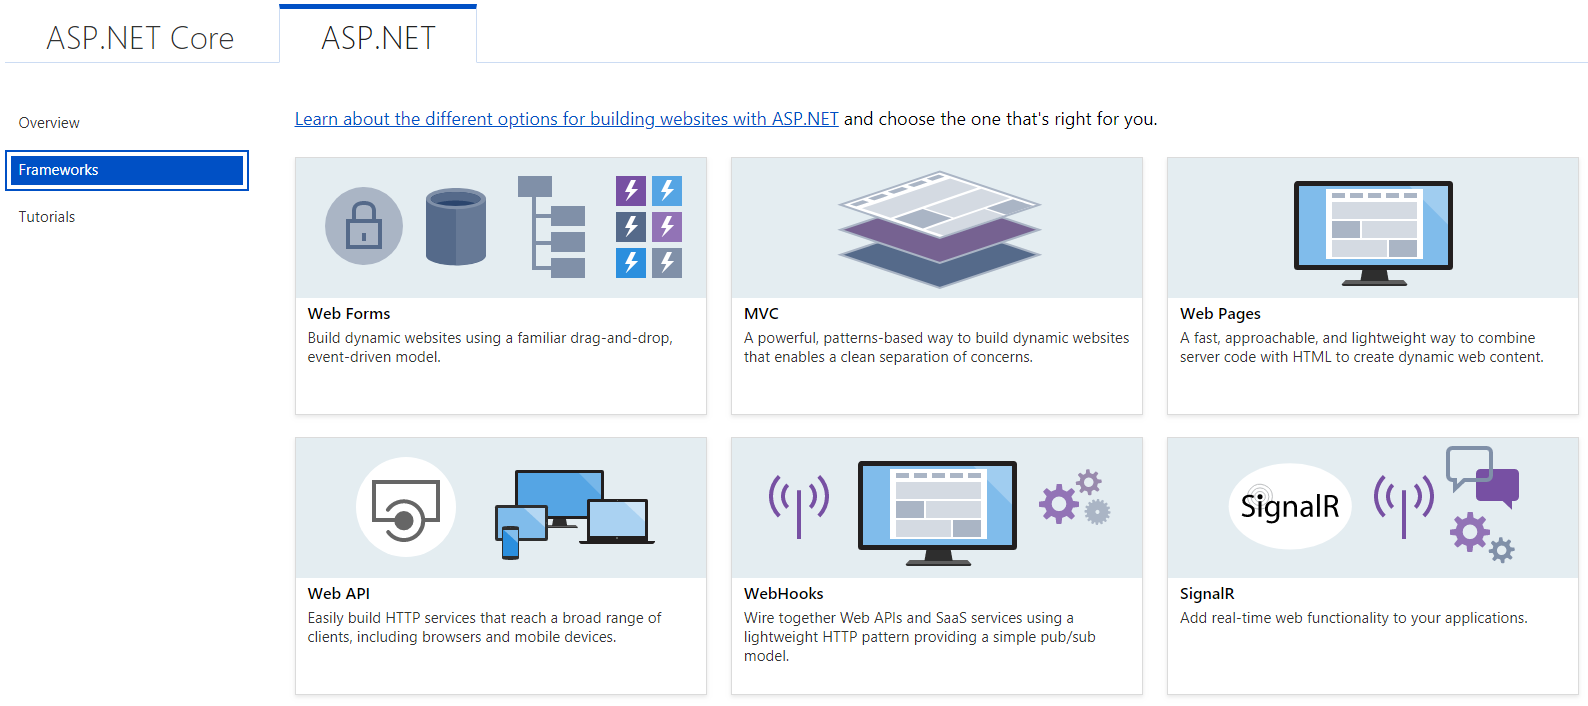 ASP.NET Core
ASP.NET
Overview
Frameworks
Tutorials
Learn about the different options for building websites with ASP.NET and choose the one that's right for you.
Web Forms
Build dynamic websites using a familiar drag-and-drop,
event-driven model.
MVC
A powerful, patterns-based way to build dynamic websites
that enables a clean separation of concerns.
Web Pages
A fast, approachable, and lightweight way to combine
server code with HTML to create dynamic web content.
Web API
Easily build HTTP services that reach a broad range of
clients, including browsers and mobile devices.
WebHooks
Wire together Web APIs and SaaS services using a
lightweight HTTP pattern providing a simple pub/sub
model.
SignalR
SignalR
Add real-time web functionality to your applications.